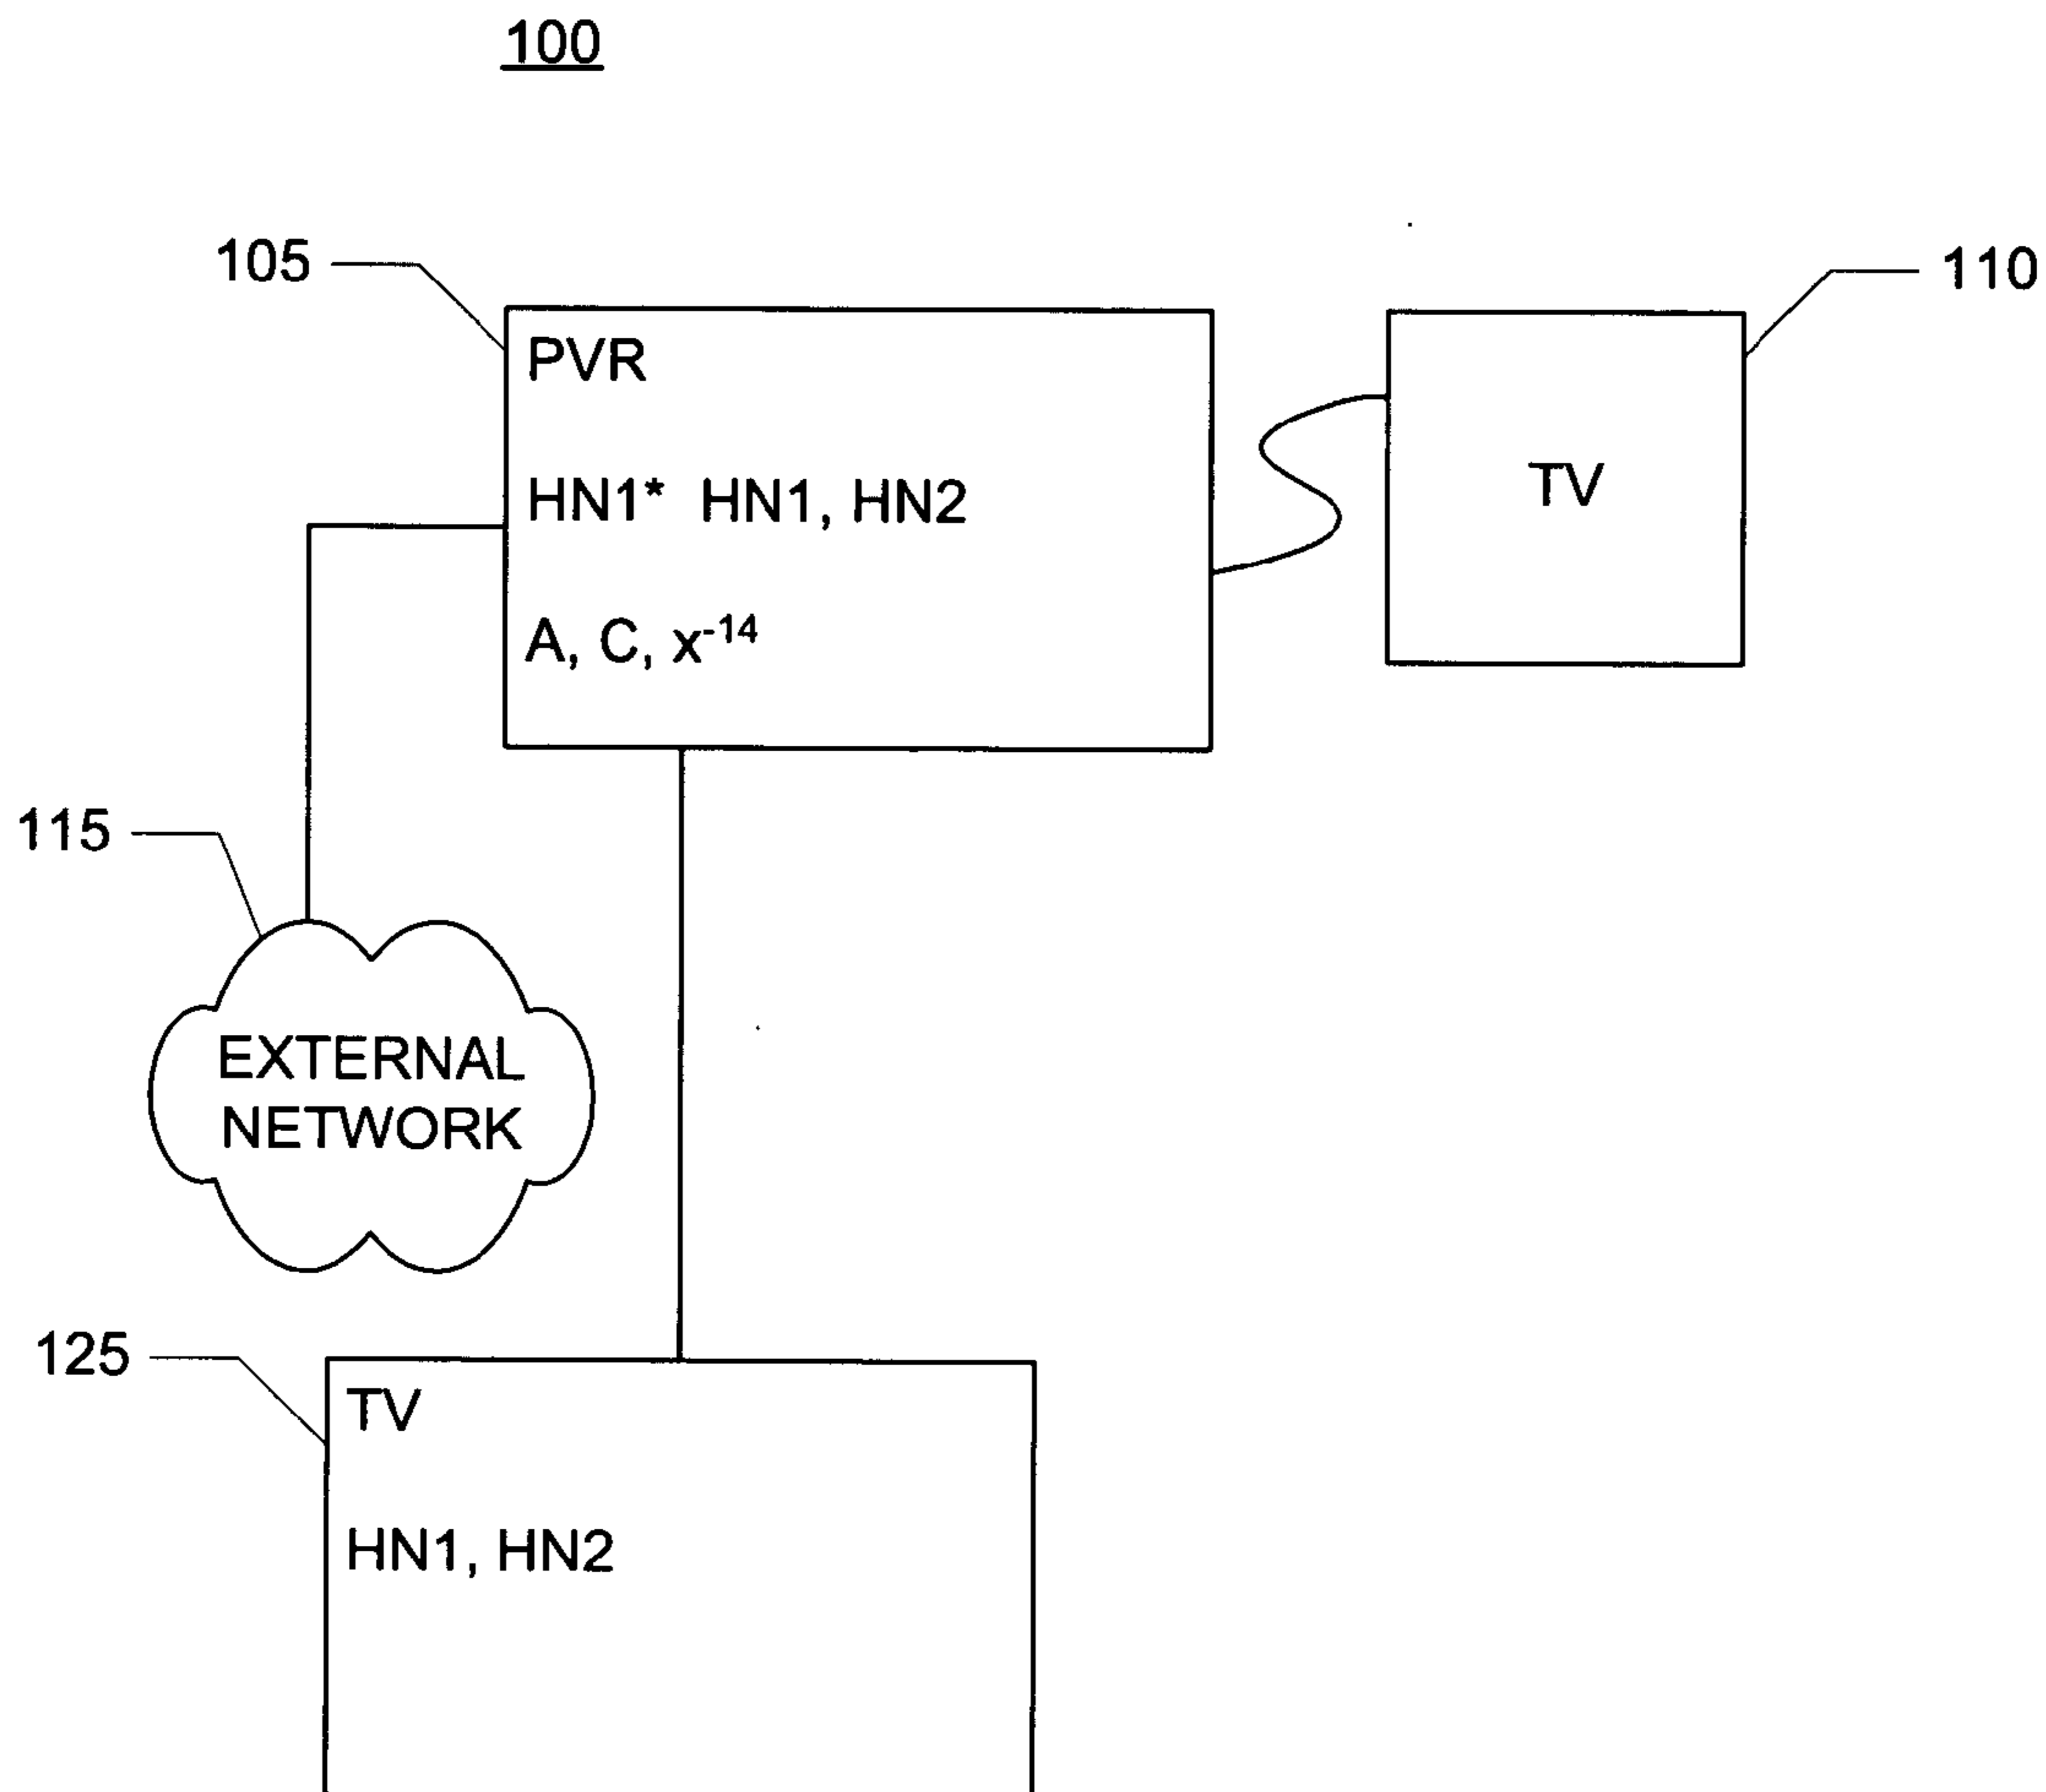 100
105
110
PVR
HN1* HN1, HN2
A, C, x⁻¹⁴
TV
115
EXTERNAL
NETWORK
125
TV
HN1, HN2